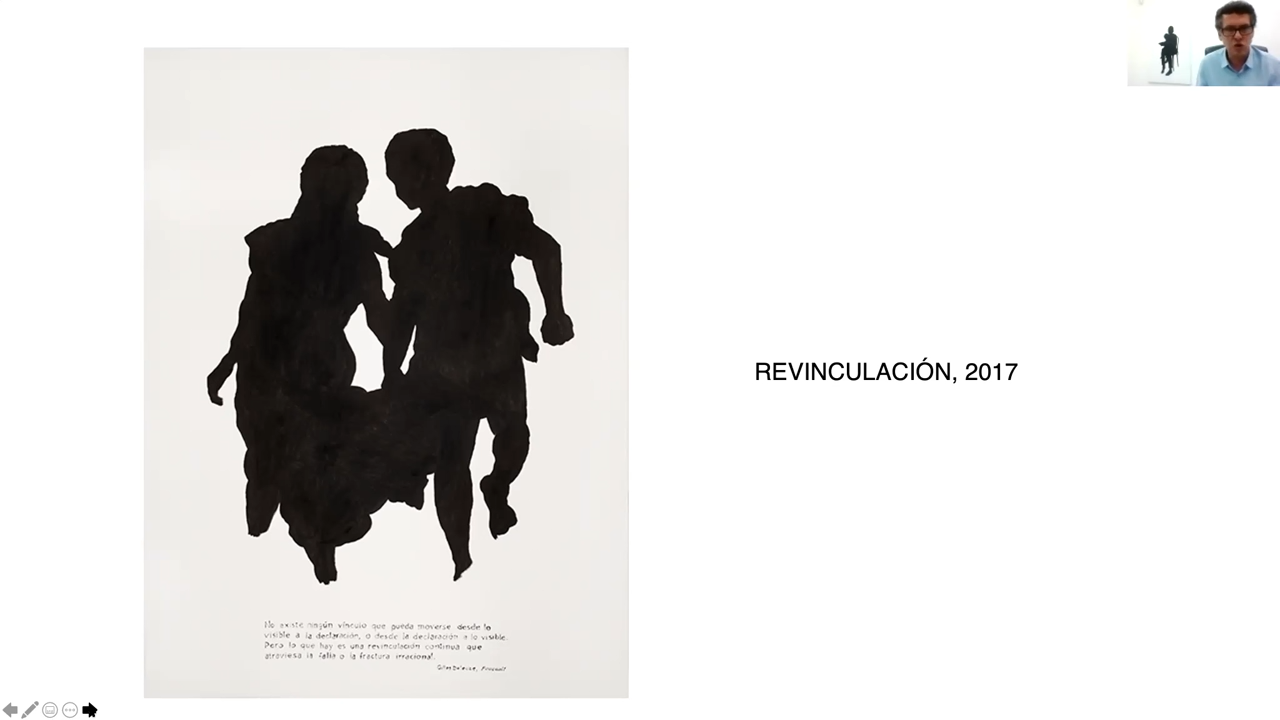 REVINCULACIÓN, 2017
No existe ningún vínculo que pueda moverse desde lo
visible a la declaración, o desde la declaración a lo visible.
Pero lo que hay es una revinculación continua que
atraviesa la falla o la fractura irracional.
Gilles Deleuze, Foucault